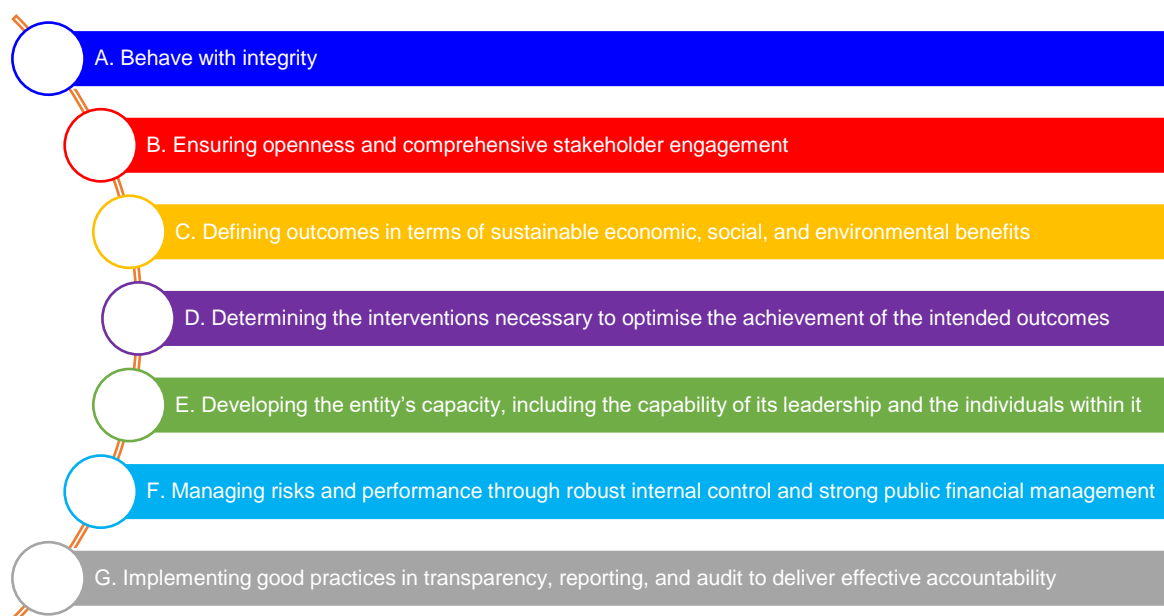 A. Behave with integrity
B. Ensuring openness and comprehensive stakeholder engagement
C. Defining outcomes in terms of sustainable economic, social, and environmental benefits
D. Determining the interventions necessary to optimise the achievement of the intended outcomes
E. Developing the entity's capacity, including the capability of its leadership and the individuals within it
F. Managing risks and performance through robust internal control and strong public financial management
G. Implementing good practices in transparency, reporting, and audit to deliver effective accountability